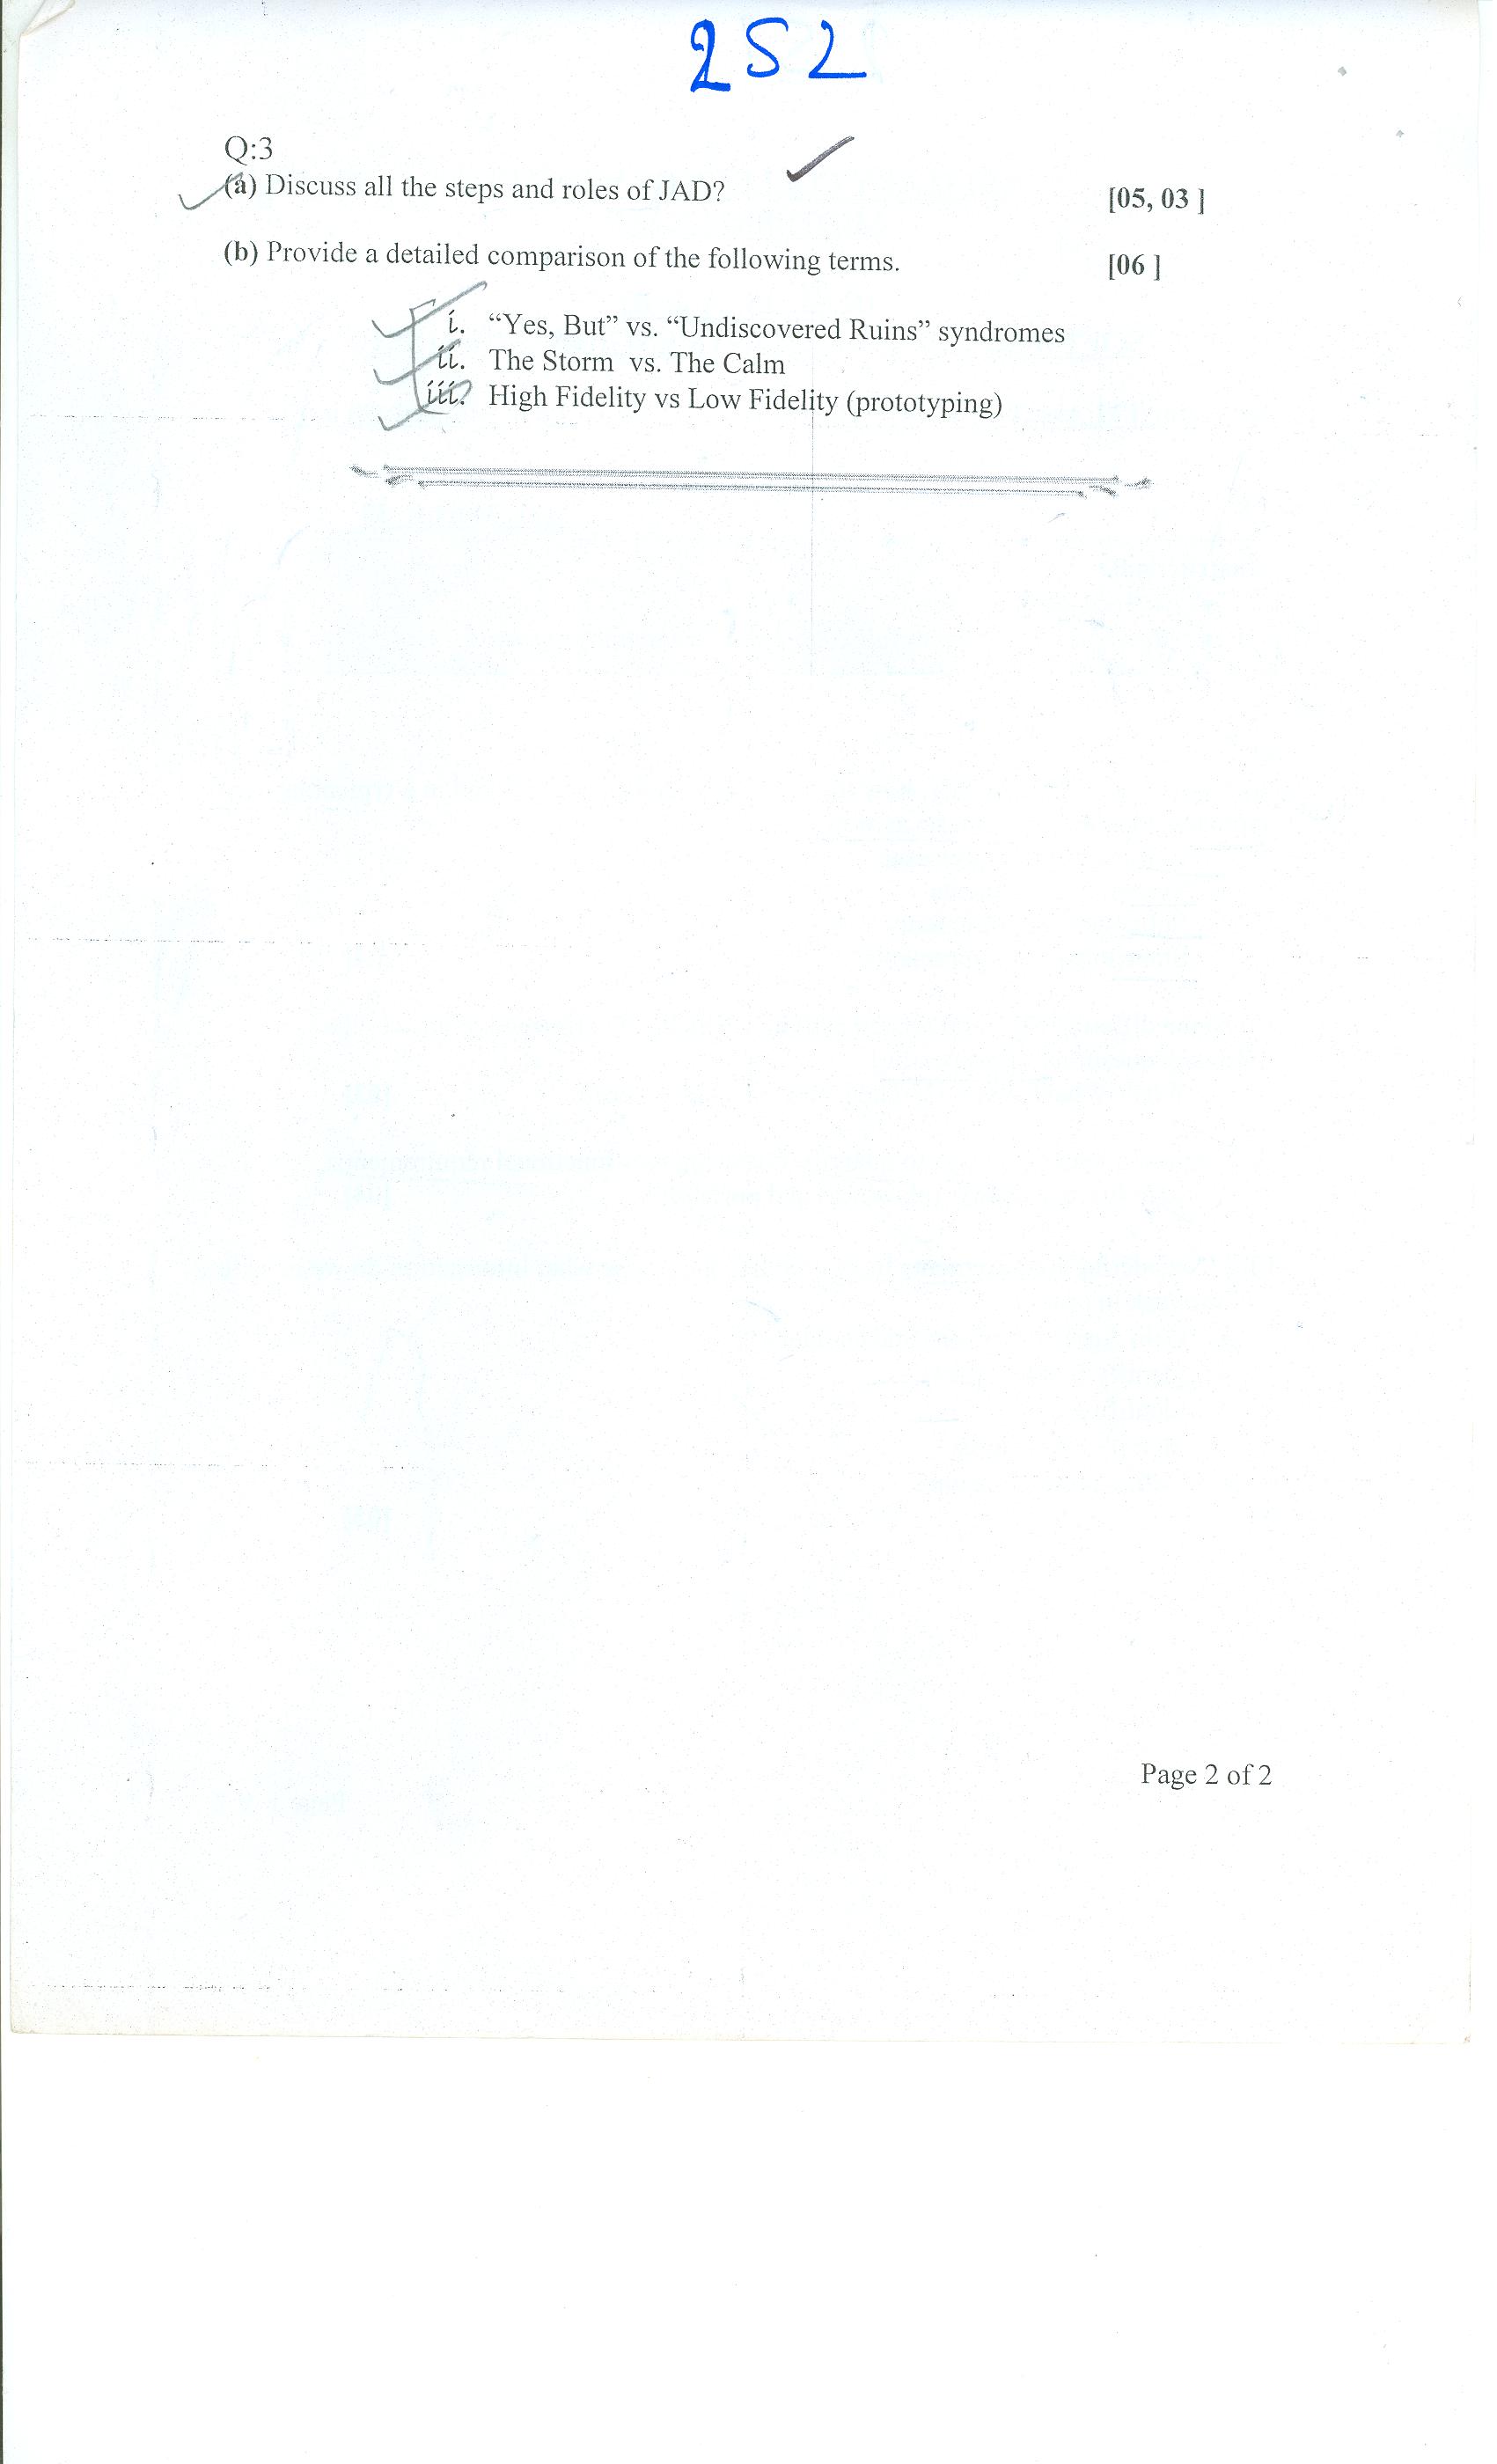 252
Q:3
(a) Discuss all the steps and roles of JAD? [05, 03 ]
(b) Provide a detailed comparison of the following terms. [06 ]
i. “Yes, But” vs. “Undiscovered Ruins” syndromes
ii. The Storm vs. The Calm
iii. High Fidelity vs Low Fidelity (prototyping)
Page 2 of 2